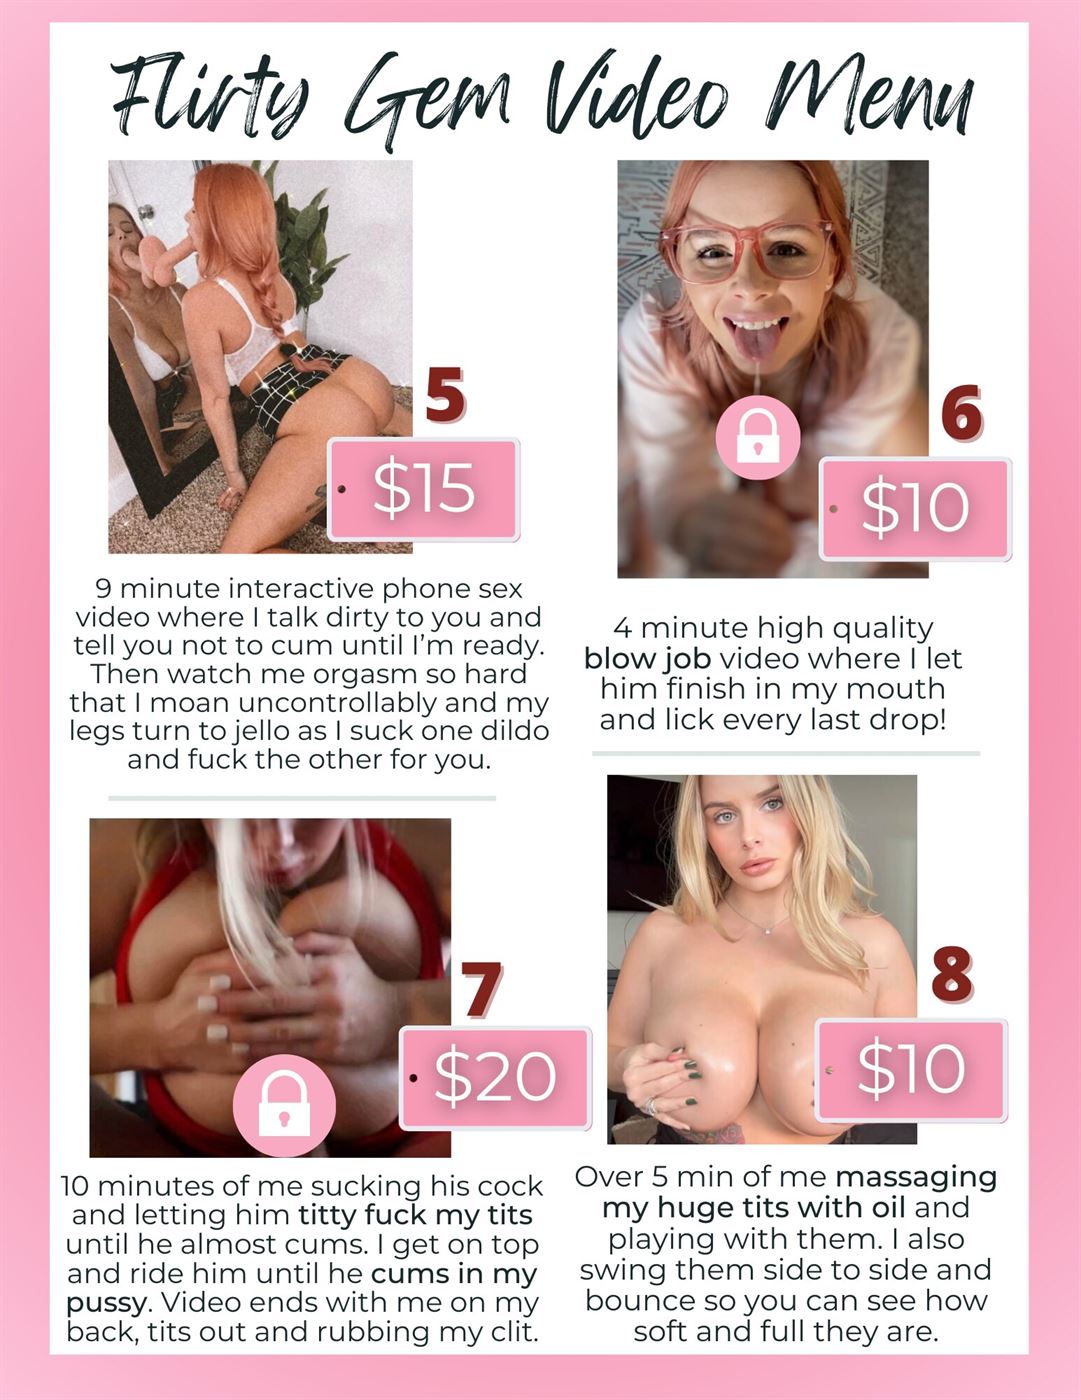 Flirty Gem Video Menu
5
$15
9 minute interactive phone sex
video where I talk dirty to you and
tell you not to cum until I'm ready.
Then watch me orgasm so hard
that I moan uncontrollably and my
legs turn to jello as I suck one dildo
and fuck the other for you.
6
$10
4 minute high quality
blow job video where I let
him finish in my mouth
and lick every last drop!
7
$20
10 minutes of me sucking his cock
and letting him titty fuck my tits
until he almost cums. I get on top
and ride him until he cums in my
pussy. Video ends with me on my
back, tits out and rubbing my clit.
8
$10
Over 5 min of me massaging
my huge tits with oil and
playing with them. I also
swing them side to side and
bounce so you can see how
soft and full they are.